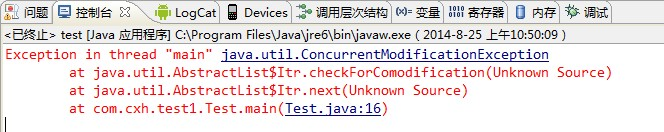 问题 控制台 LogCat Devices 调用层次结构 变量 寄存器 内存 调试
<已终止> test [Java 应用程序] C:\Program Files\Java\jre6\bin\javaw.exe ( 2014-8-25 上午10:50:09 )
Exception in thread "main" java.util.ConcurrentModificationException
at java.util.AbstractList$Itr.checkForComodification(Unknown Source)
at java.util.AbstractList$Itr.next(Unknown Source)
at com.cxh.test1.Test.main(Test.java:16)